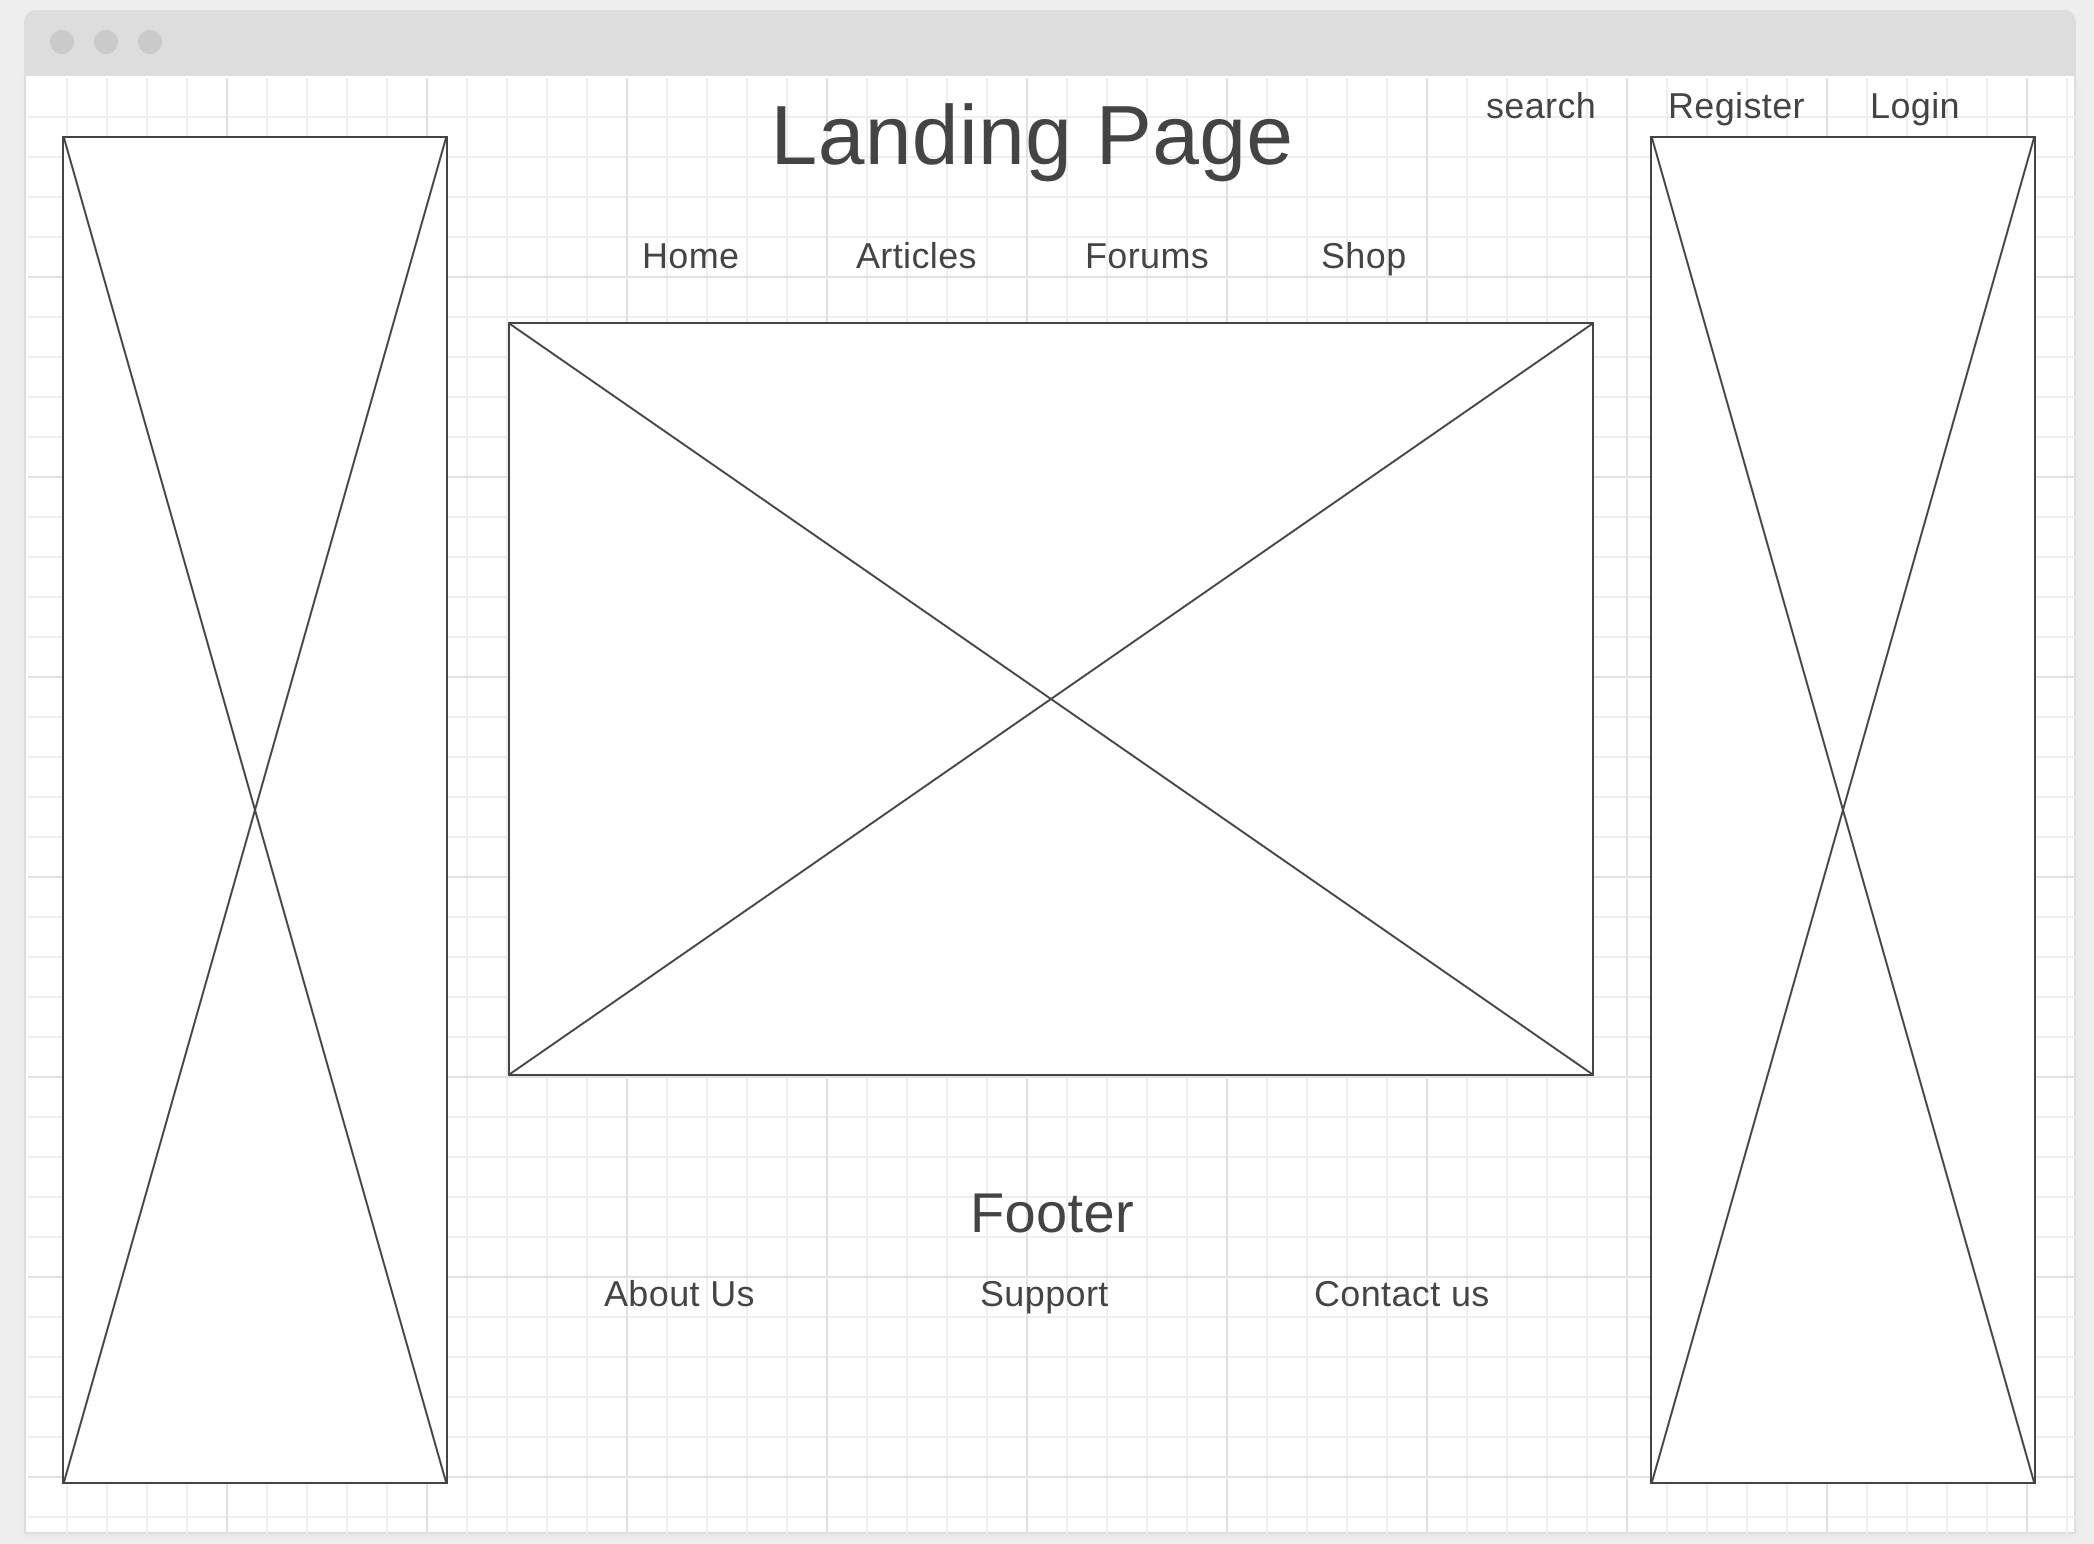 search Register Login
Landing Page
Home Articles Forums Shop
Footer
About Us Support Contact us